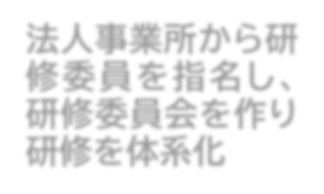 法人事業所から研
修委員を指名し、
研修委員会を作り
研修を体系化